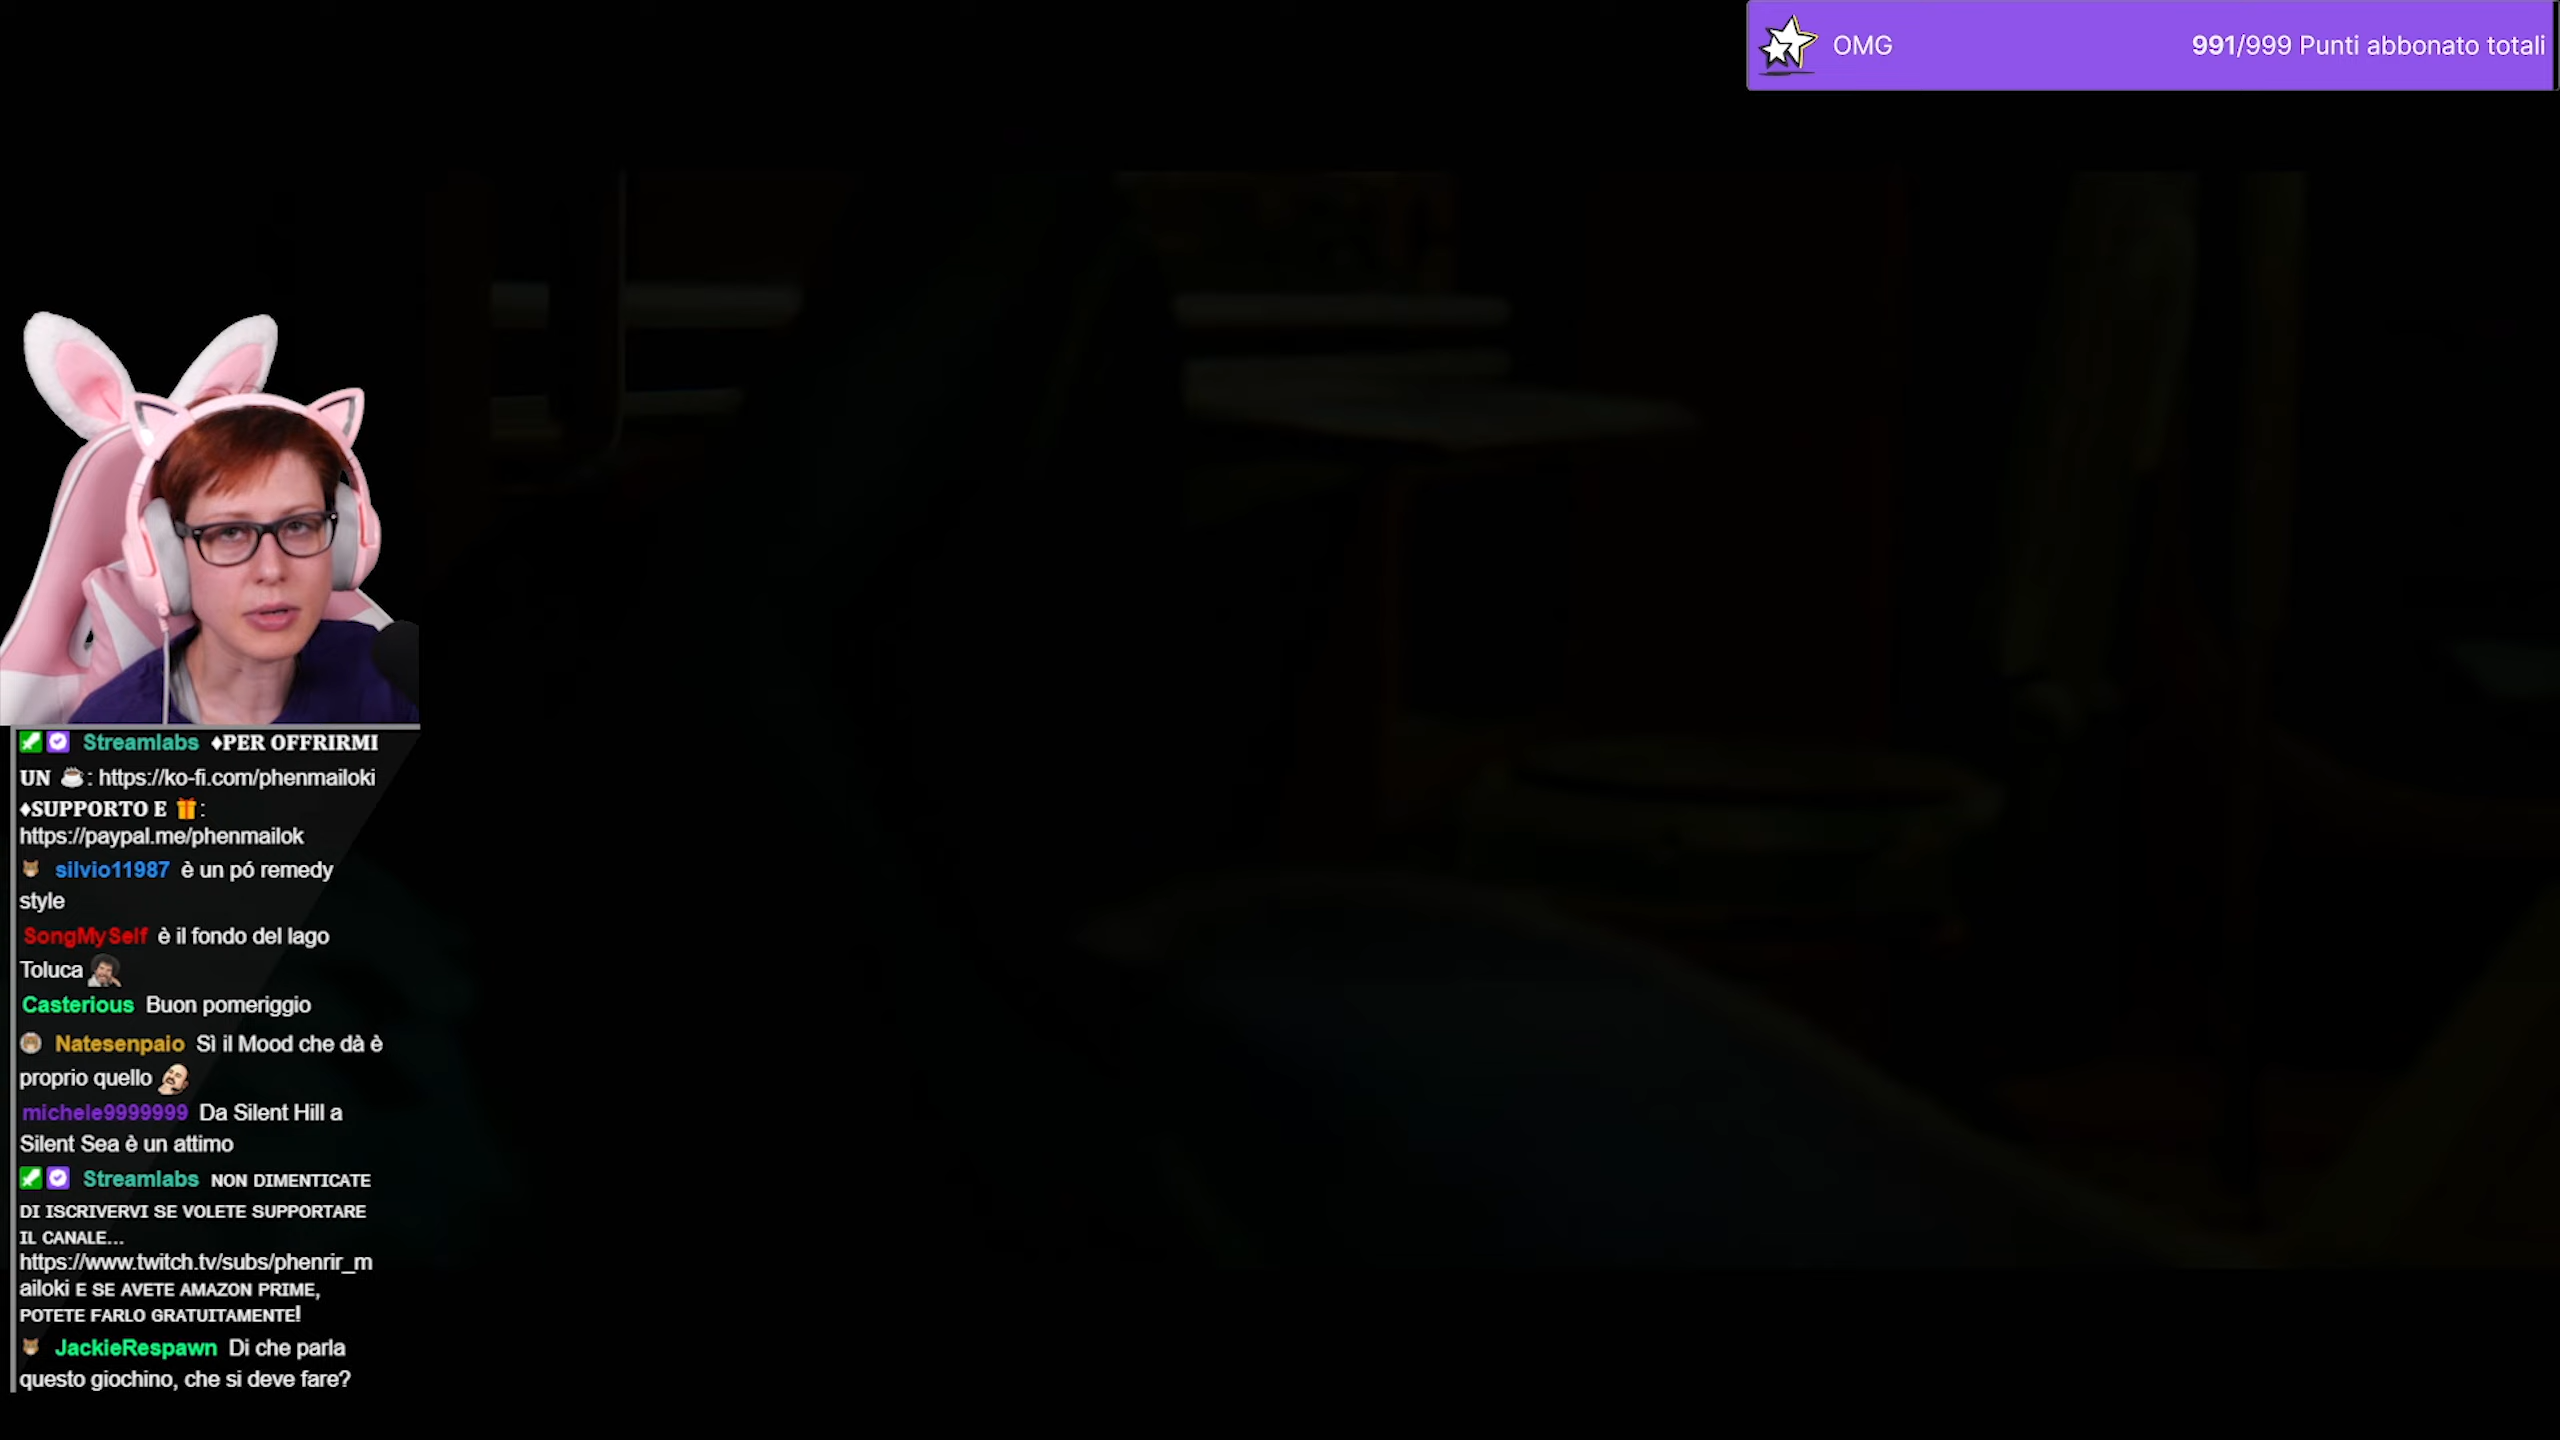 OMG 991/999 Punti abbonato totali
Streamlabs ♦PER OFFRIRMI
UN ☕: https://ko-fi.com/phenmailoki
♦SUPPORTO E 🎁:
https://paypal.me/phenmailok
silvio11987 è un pó remedy
style
SongMySelf è il fondo del lago
Toluca
Casterious Buon pomeriggio
Natesenpaio Sì il Mood che dà è
proprio quello
michele9999999 Da Silent Hill a
Silent Sea è un attimo
Streamlabs NON DIMENTICATE
DI ISCRIVERVI SE VOLETE SUPPORTARE
IL CANALE...
https://www.twitch.tv/subs/phenrir_m
ailoki E SE AVETE AMAZON PRIME,
POTETE FARLO GRATUITAMENTE!
JackieRespawn Di che parla
questo giochino, che si deve fare?